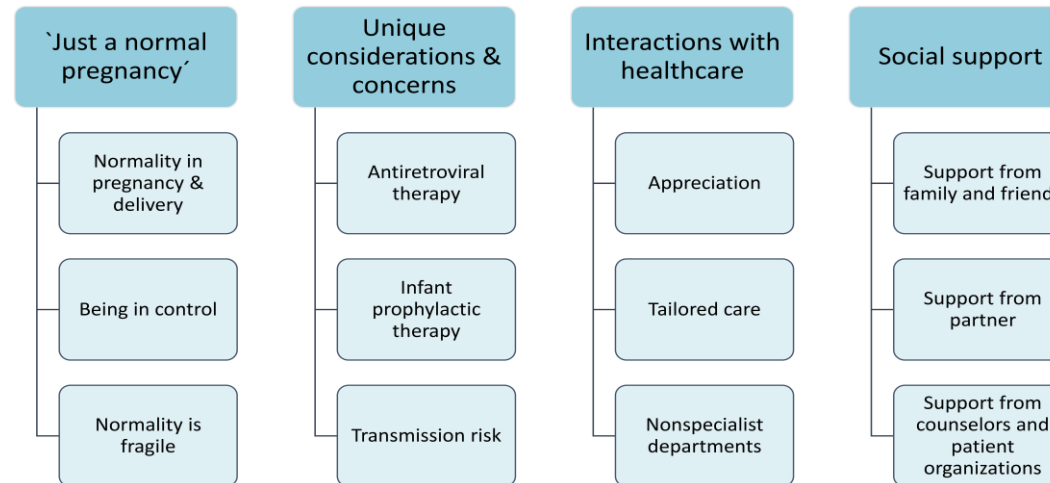 `Just a normal
pregnancy´
Normality in
pregnancy &
delivery
Being in control
Normality is
fragile
Unique
considerations &
concerns
Antiretroviral
therapy
Infant
prophylactic
therapy
Transmission risk
Interactions with
healthcare
Appreciation
Tailored care
Nonspecialist
departments
Social support
Support from
family and friend
Support from
partner
Support from
counselors and
patient
organizations